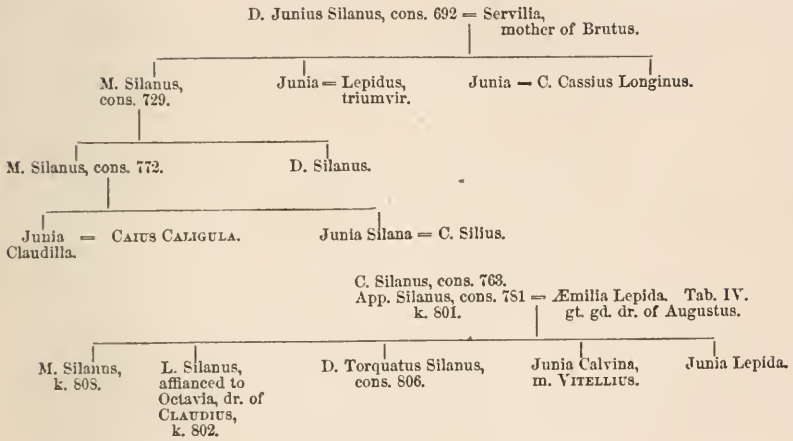 D. Junius Silanus, cons. 692 = Servilia,
mother of Brutus.
M. Silanus,
cons. 729.
Junia = Lepidus,
triumvir.
Junia = C. Cassius Longinus.
M. Silanus, cons. 772.
D. Silanus.
Junia = CAIUS CALIGULA.
Claudilla.
Junia Silana = C. Silius.
C. Silanus, cons. 763.
App. Silanus, cons. 781 = Æmilia Lepida. Tab. IV.
k. 801. gt. gd. dr. of Augustus.
M. Silanus,
k. 808.
L. Silanus,
affianced to
Octavia, dr. of
CLAUDIUS,
k. 802.
D. Torquatus Silanus,
cons. 806.
Junia Calvina,
m. VITELLIUS.
Junia Lepida.